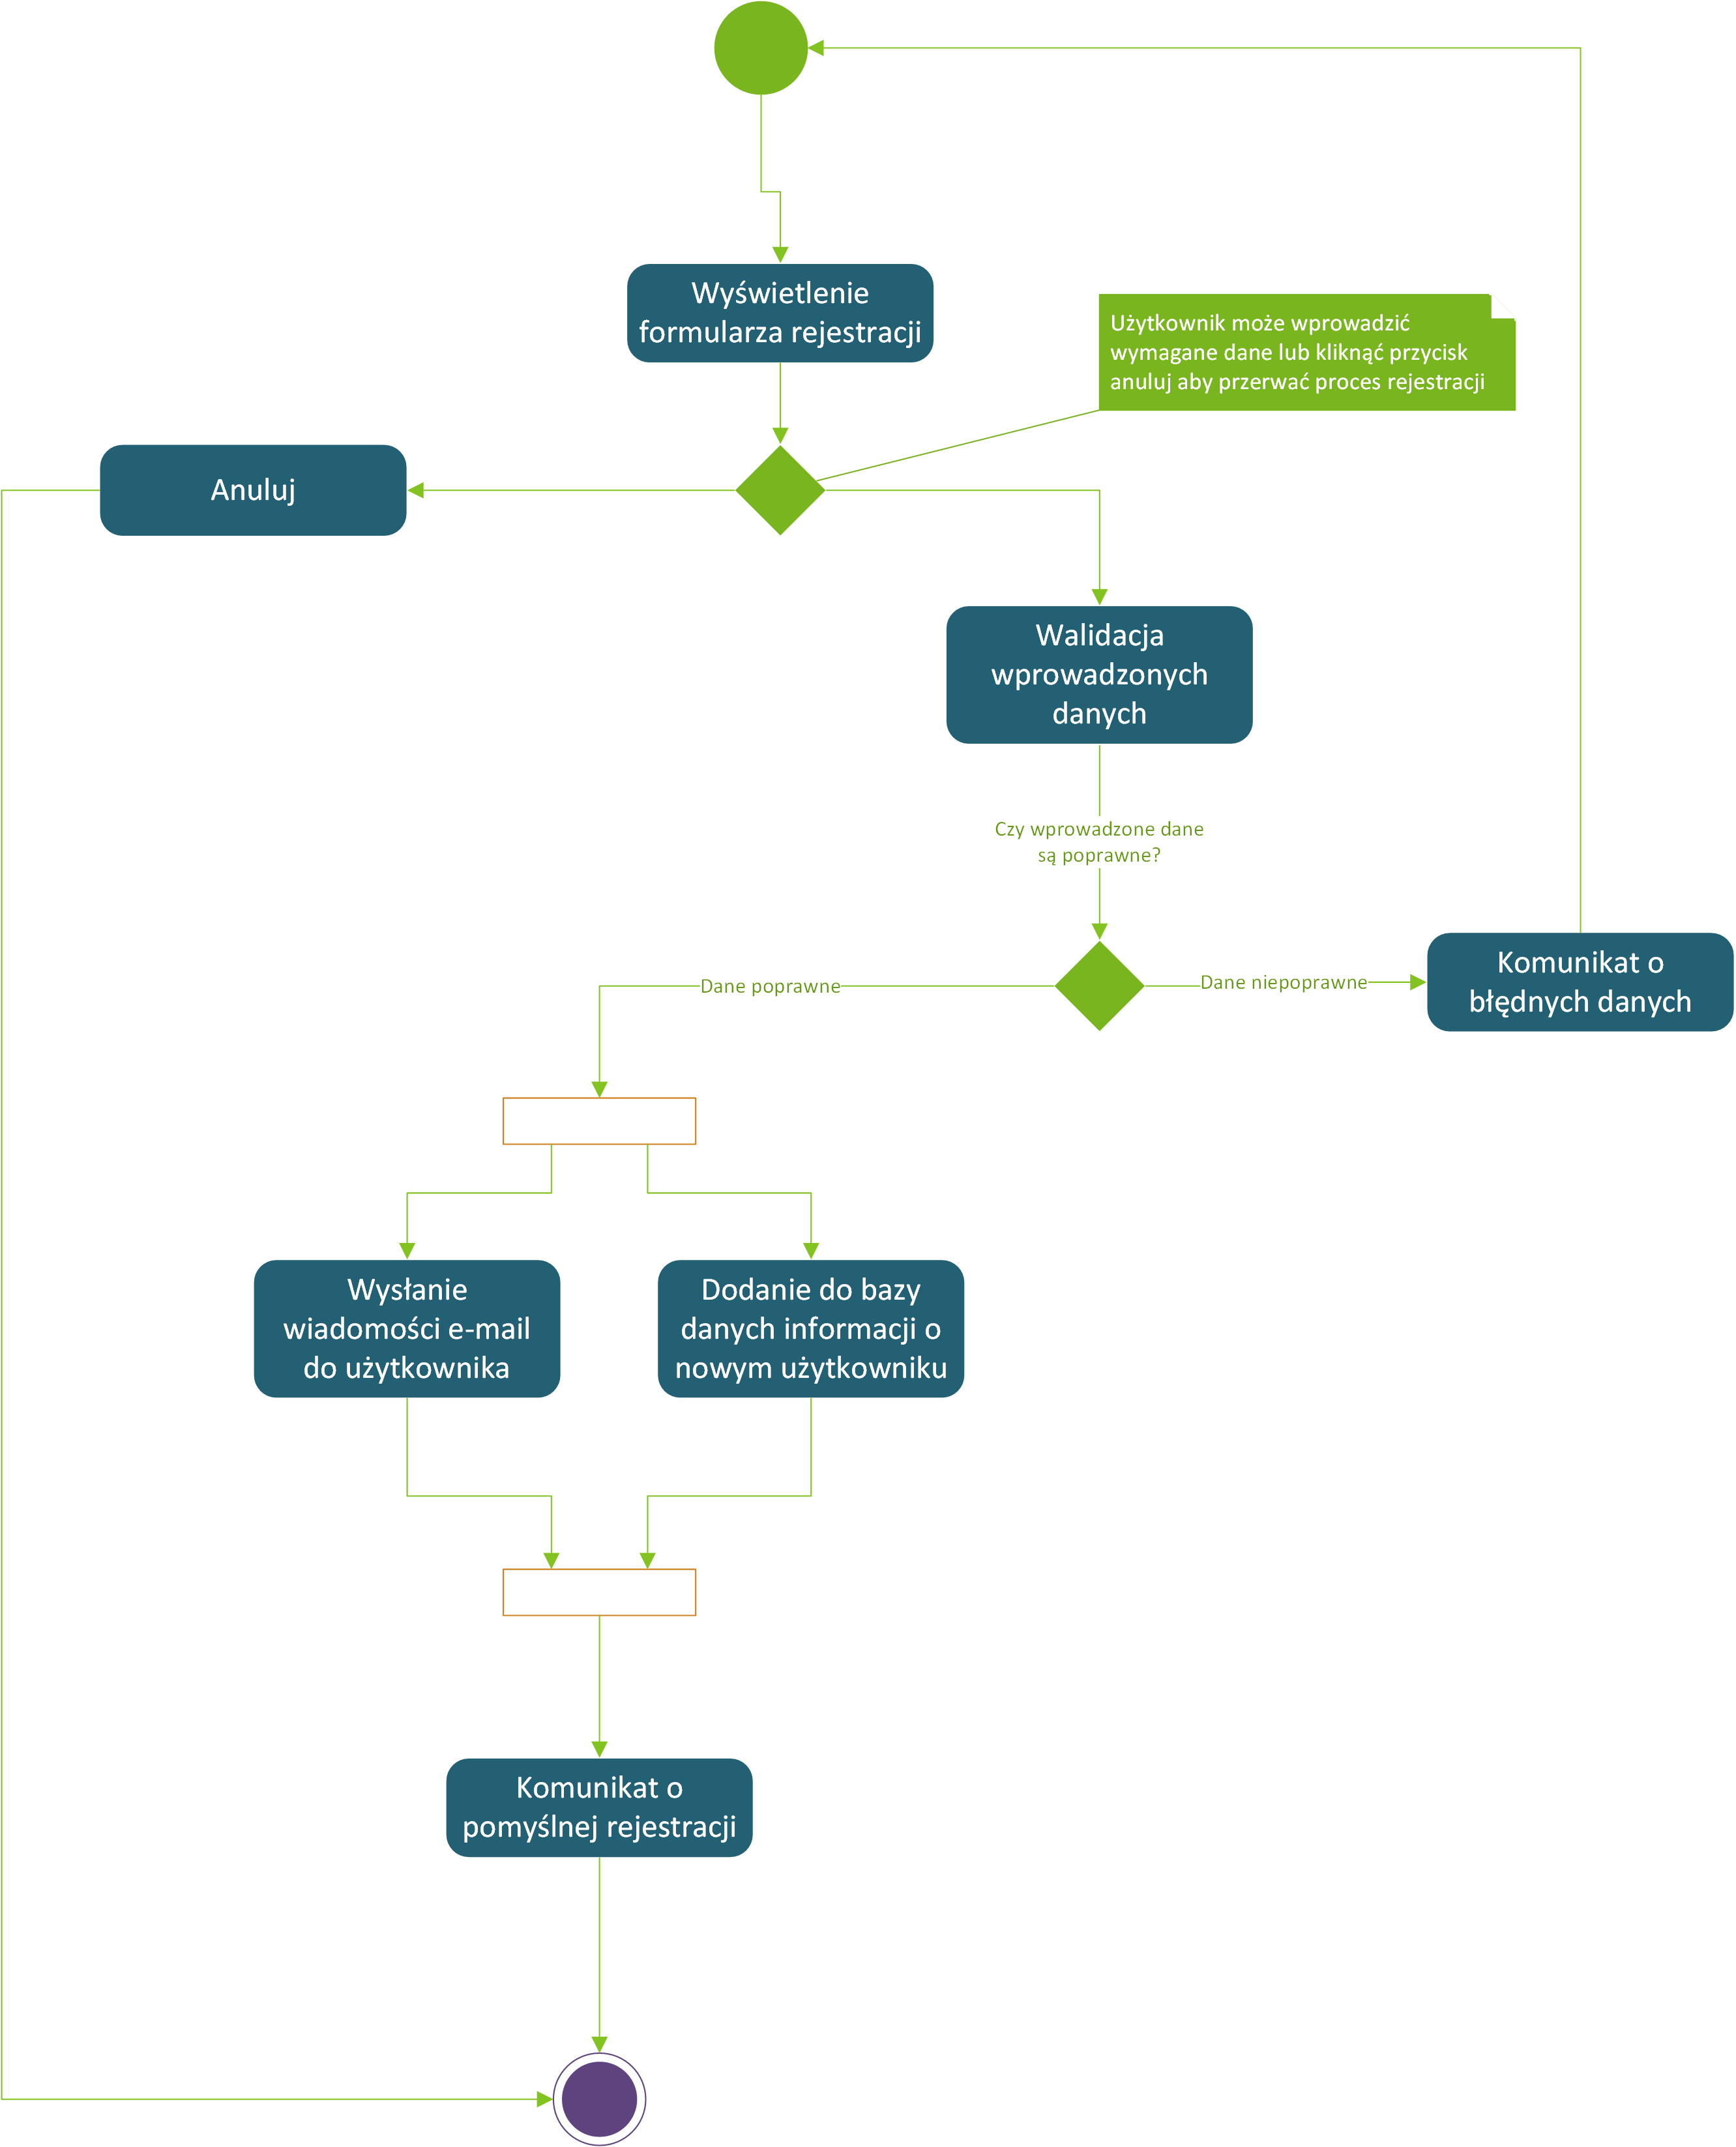 Wyświetlenie
formularza rejestracji
Użytkownik może wprowadzić
wymagane dane lub kliknąć przycisk
anuluj aby przerwać proces rejestracji
Anuluj
Walidacja
wprowadzonych
danych
Czy wprowadzone dane
są poprawne?
Dane poprawne
Dane niepoprawne
Komunikat o
błędnych danych
Wysłanie
wiadomości e-mail
do użytkownika
Dodanie do bazy
danych informacji o
nowym użytkowniku
Komunikat o
pomyślnej rejestracji